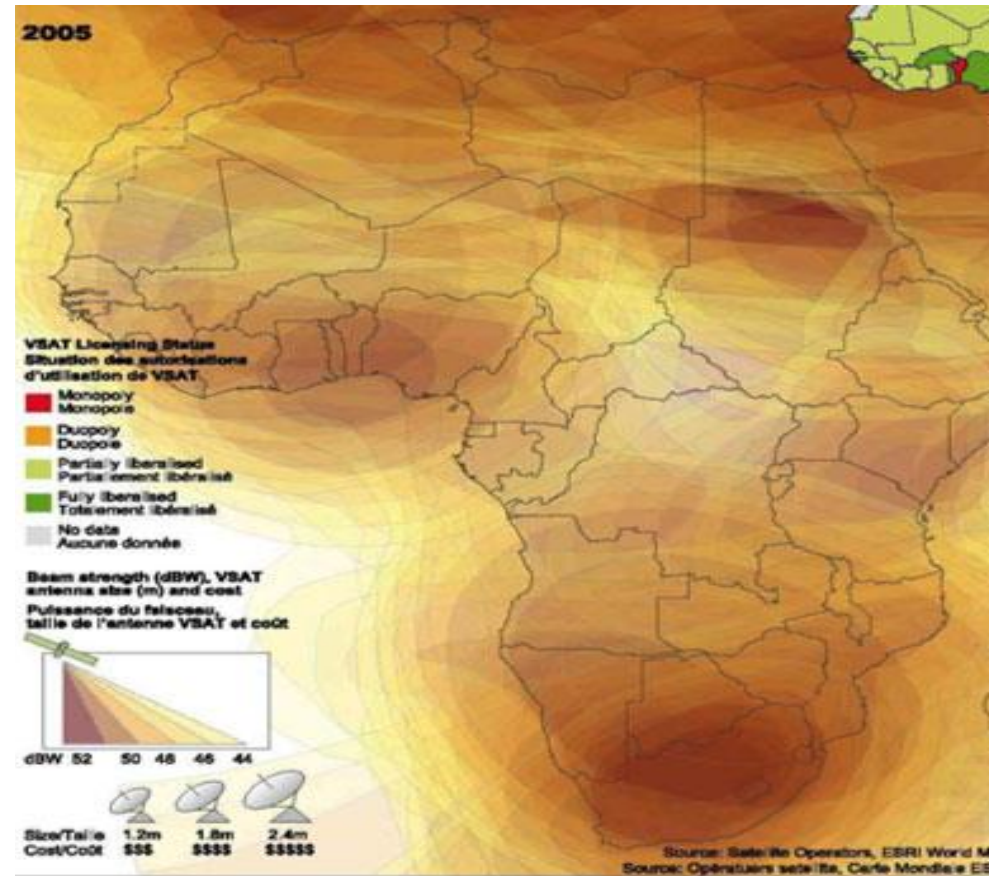 2005
VSAT Licensing Status
Situation des autorisations
d'utilisation de VSAT
Monopoly
Monopole
Duopoly
Duopole
Partially liberalised
Partiellement libéralisé
Fully liberalised
Totalement libéralisé
No data
Aucune donnée
Beam strength (dBW), VSAT
antenna size (m) and cost
Puissance du faisceau,
taille de l'antenne VSAT et coût
dBW 52 50 48 46 44
Size/Taille 1.2m 1.8m 2.4m
Cost/Coût $$$ $$$$ $$$$$
Source: Satellite Operators, ESRI World M
Source: Opératuers satellite, Carte Mondiale ES